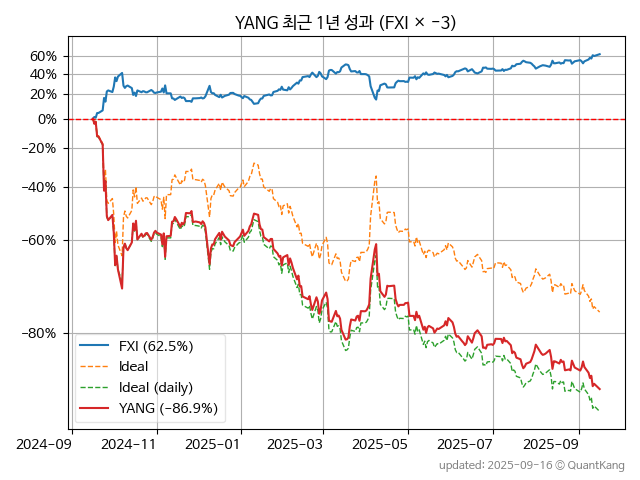 YANG 최근 1년 성과 (FXI × −3)
60%
40%
20%
0%
−20%
−40%
−60%
−80%
FXI (62.5%)
Ideal
Ideal (daily)
YANG (−86.9%)
2024-09
2024-11
2025-01
2025-03
2025-05
2025-07
2025-09
updated: 2025-09-16 © QuantKang